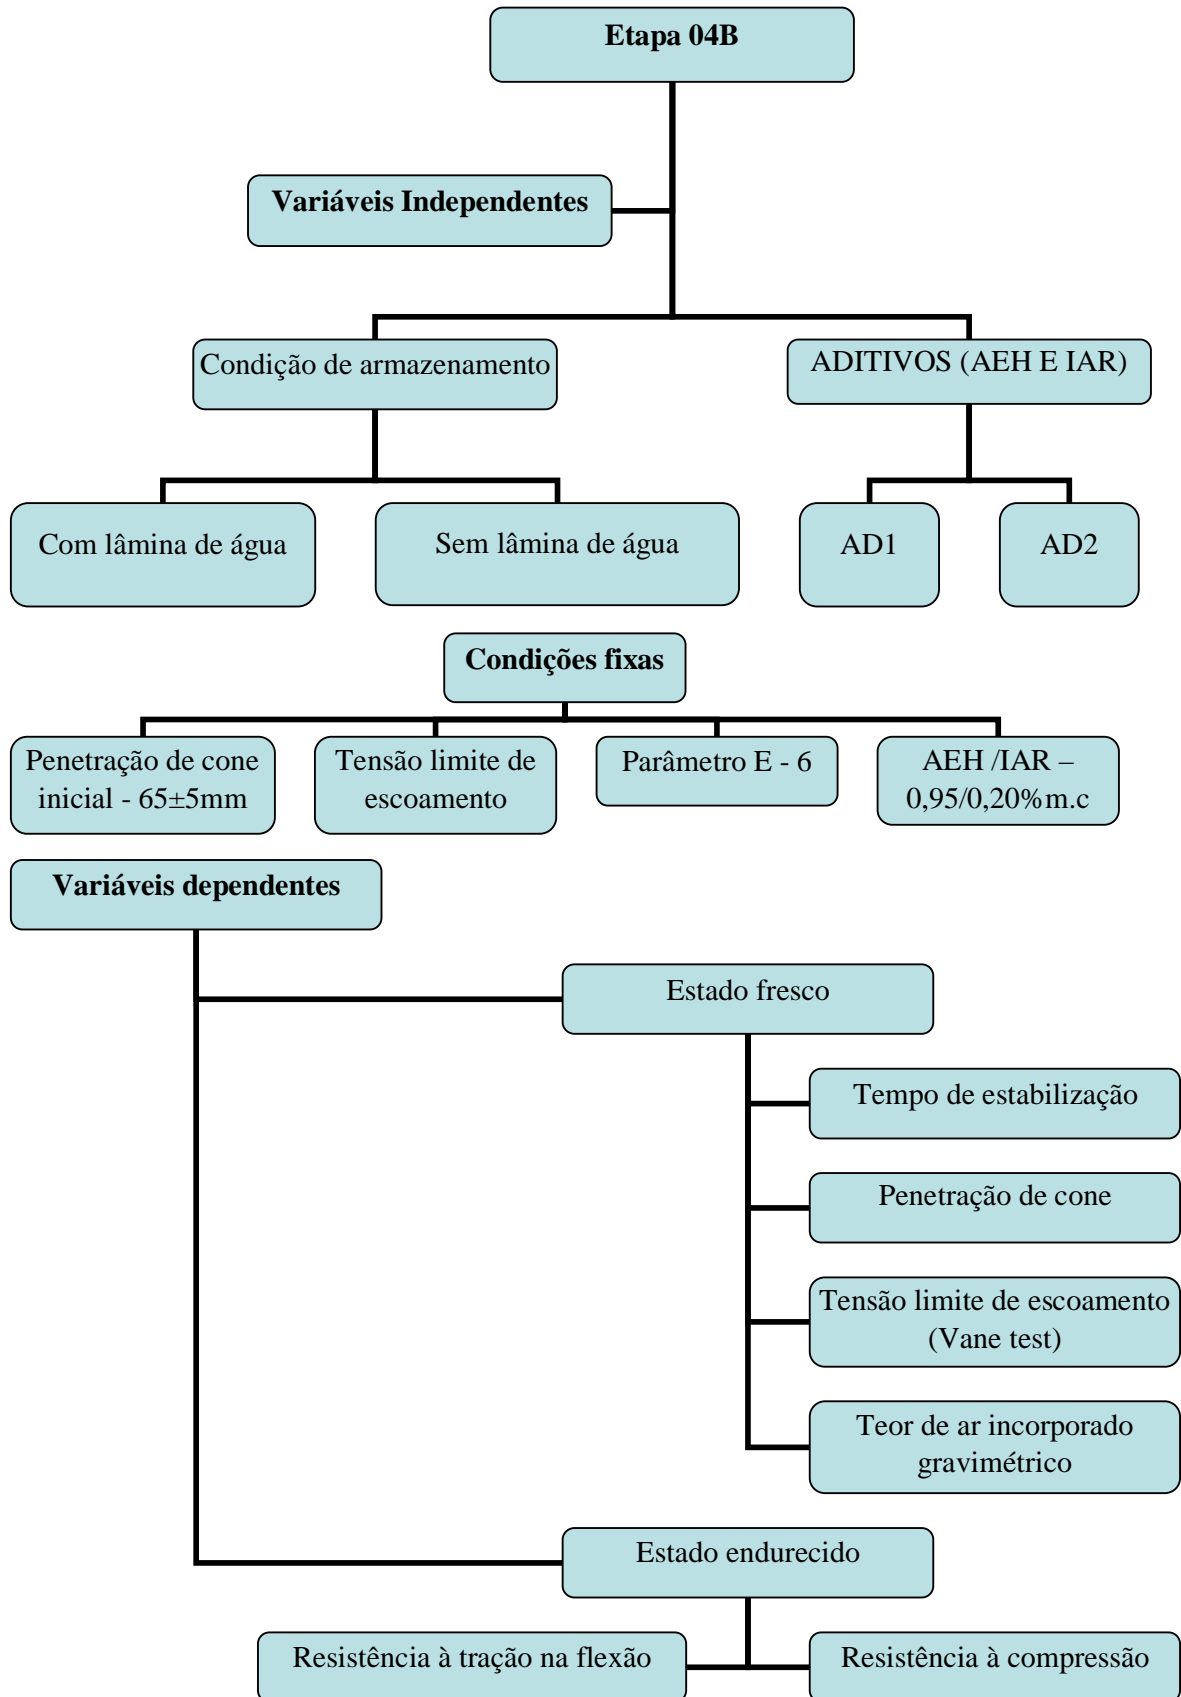 Etapa 04B
Variáveis Independentes
Condição de armazenamento
ADITIVOS (AEH E IAR)
Com lâmina de água
Sem lâmina de água
AD1
AD2
Condições fixas
Penetração de cone
inicial - 65±5mm
Tensão limite de
escoamento
Parâmetro E - 6
AEH /IAR –
0,95/0,20%m.c
Variáveis dependentes
Estado fresco
Tempo de estabilização
Penetração de cone
Tensão limite de escoamento
(Vane test)
Teor de ar incorporado
gravimétrico
Estado endurecido
Resistência à tração na flexão
Resistência à compressão